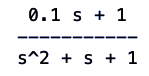 0.1 s + 1
-----------
s^2 + s + 1